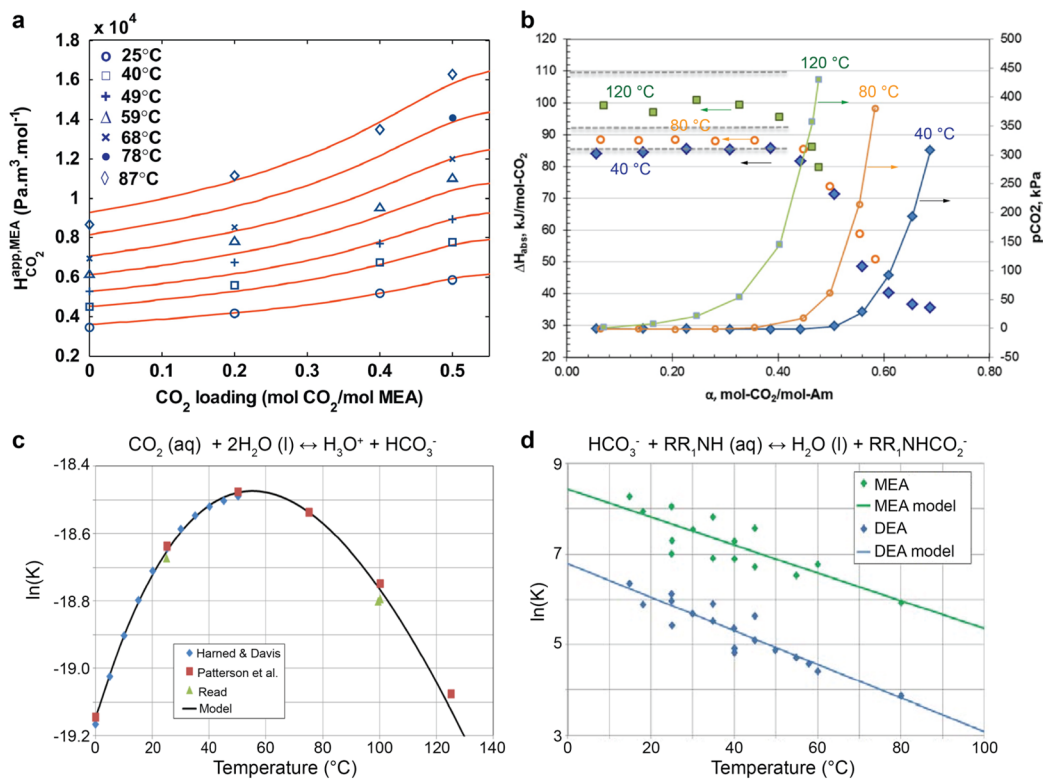 a
x 10⁴
1.8
1.6
1.4
1.2
1.0
0.8
0.6
0.4
0.2
25°C
40°C
49°C
59°C
68°C
78°C
87°C
H^app,MEA_CO₂ (Pa.m³.mol⁻¹)
0 0.1 0.2 0.3 0.4 0.5
CO₂ loading (mol CO₂/mol MEA)
b
120
110
100
90
80
70
60
50
40
30
20
500
450
400
350
300
250
200
150
100
50
0
-50
120 °C
80 °C
40 °C
120 °C
80 °C
40 °C
ΔH_abs, kJ/mol-CO₂
pCO2, kPa
0.00 0.20 0.40 0.60 0.80
α, mol-CO₂/mol-Am
c
CO₂ (aq) + 2H₂O (l) ↔ H₃O⁺ + HCO₃⁻
-18.4
-18.6
-18.8
-19.0
-19.2
ln(K)
Harned & Davis
Patterson et al.
Read
Model
0 20 40 60 80 100 120 140
Temperature (°C)
d
HCO₃⁻ + RR₁NH (aq) ↔ H₂O (l) + RR₁NHCO₂⁻
9
7
5
3
1
ln(K)
MEA
MEA model
DEA
DEA model
0 20 40 60 80 100
Temperature (°C)